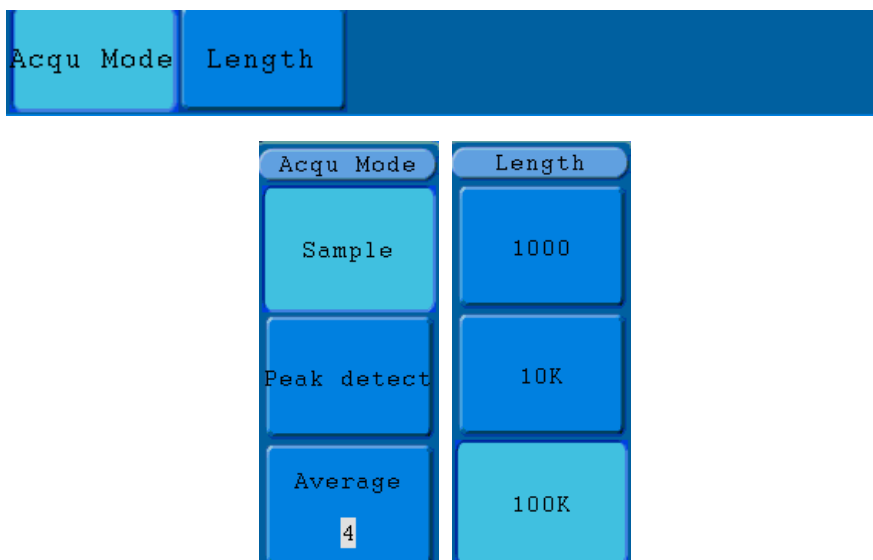 Acqu Mode
Length
Acqu Mode
Sample
Peak detect
Average
4
Length
1000
10K
100K